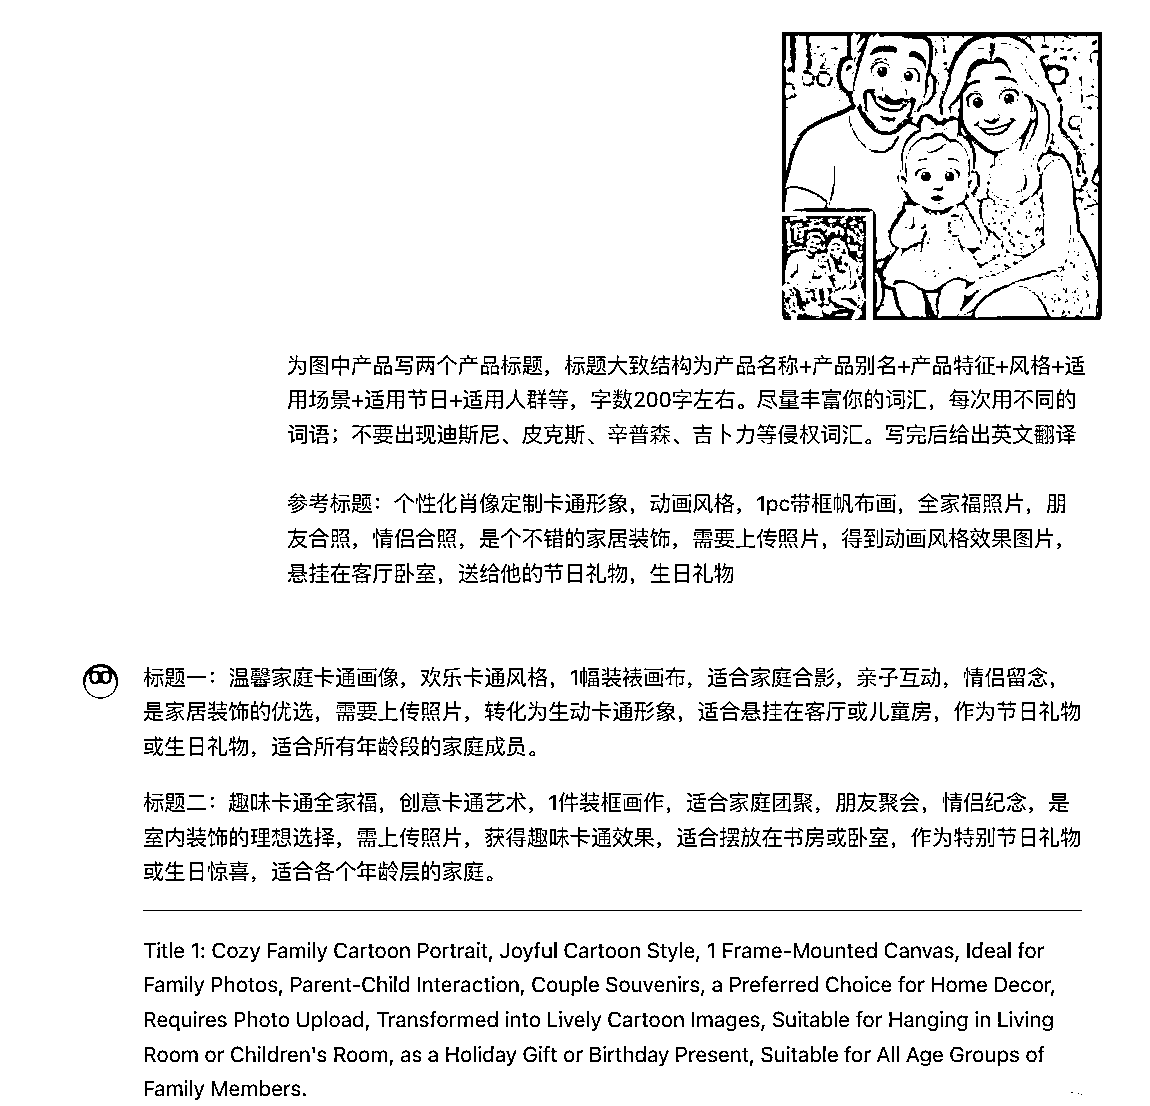 为图中产品写两个产品标题，标题大致结构为产品名称+产品别名+产品特征+风格+适
用场景+适用节日+适用人群等，字数200字左右。尽量丰富你的词汇，每次用不同的
词语；不要出现迪斯尼、皮克斯、辛普森、吉卜力等侵权词汇。写完后给出英文翻译
参考标题：个性化肖像定制卡通形象，动画风格，1pc带框帆布画，全家福照片，朋
友合照，情侣合照，是个不错的家居装饰，需要上传照片，得到动画风格效果图片，
悬挂在客厅卧室，送给他的节日礼物，生日礼物
标题一：温馨家庭卡通画像，欢乐卡通风格，1幅装裱画布，适合家庭合影，亲子互动，情侣留念，
是家居装饰的优选，需要上传照片，转化为生动卡通形象，适合悬挂在客厅或儿童房，作为节日礼物
或生日礼物，适合所有年龄段的家庭成员。
标题二：趣味卡通全家福，创意卡通艺术，1件装框画作，适合家庭团聚，朋友聚会，情侣纪念，是
室内装饰的理想选择，需上传照片，获得趣味卡通效果，适合摆放在书房或卧室，作为特别节日礼物
或生日惊喜，适合各个年龄层的家庭。
Title 1: Cozy Family Cartoon Portrait, Joyful Cartoon Style, 1 Frame-Mounted Canvas, Ideal for
Family Photos, Parent-Child Interaction, Couple Souvenirs, a Preferred Choice for Home Decor,
Requires Photo Upload, Transformed into Lively Cartoon Images, Suitable for Hanging in Living
Room or Children's Room, as a Holiday Gift or Birthday Present, Suitable for All Age Groups of
Family Members.